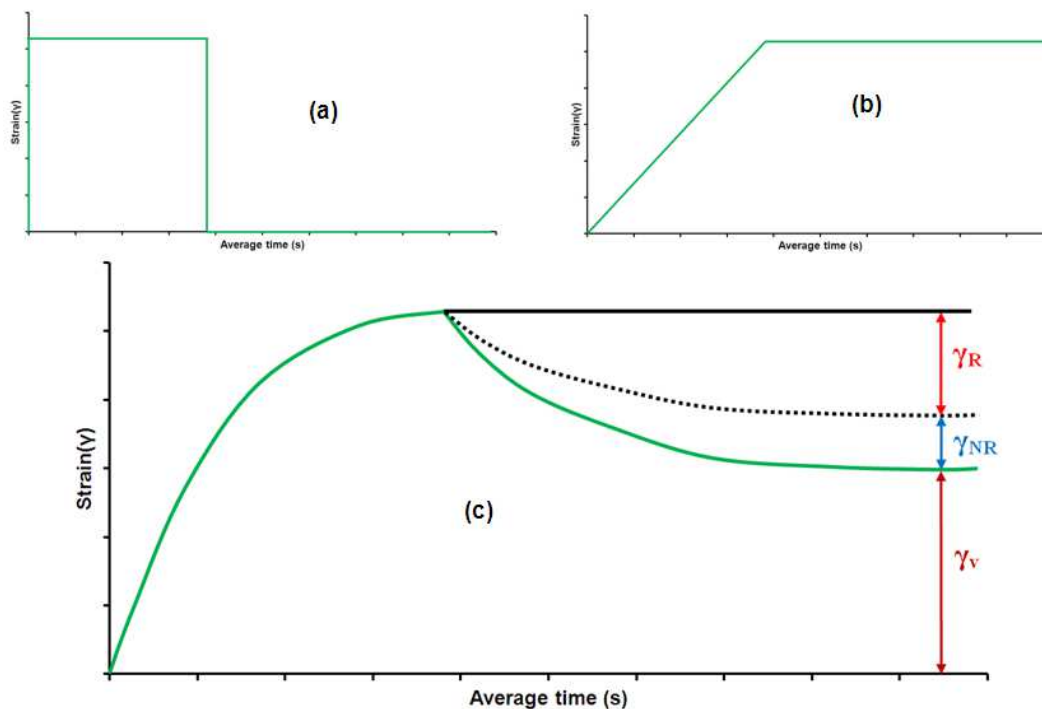 Strain(γ)
(a)
Average time (s)
Strain(γ)
(b)
Average time (s)
Strain(γ)
(c)
γR
γNR
γv
Average time (s)